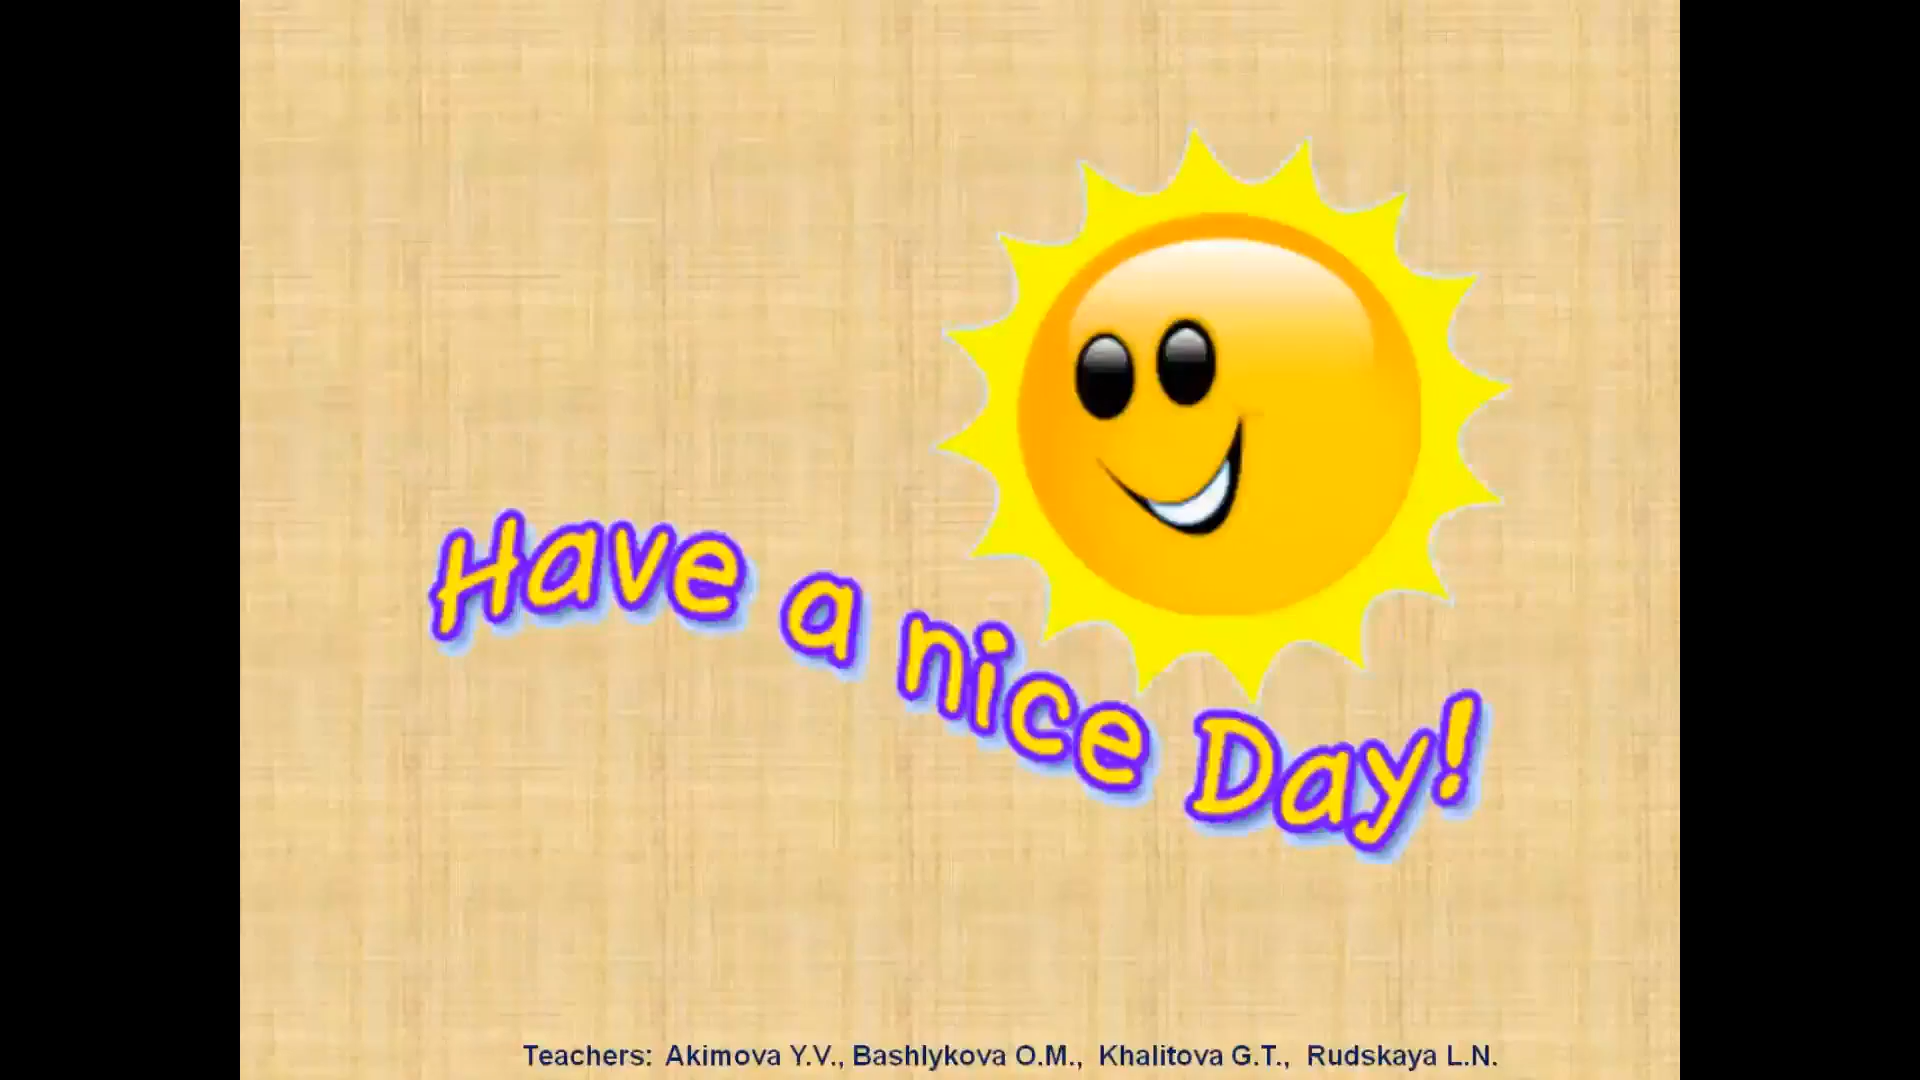 Have a nice Day!
Teachers: Akimova Y.V., Bashlykova O.M., Khalitova G.T., Rudskaya L.N.